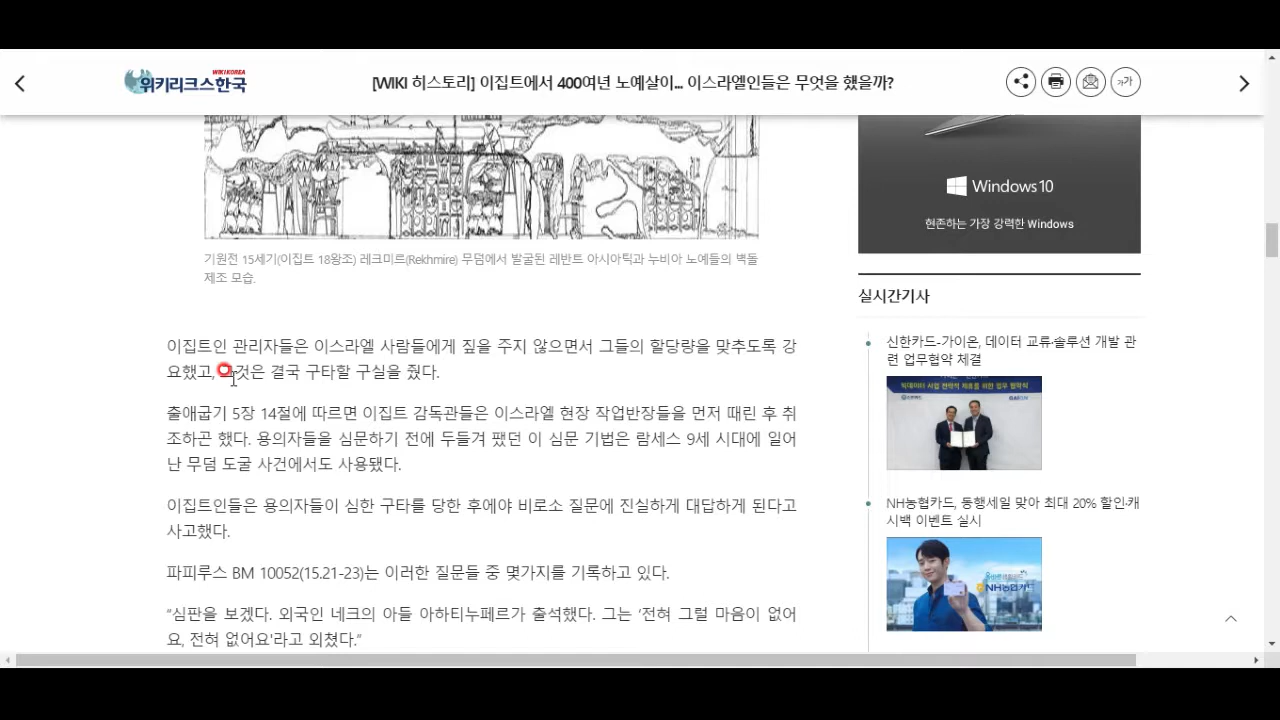 WIKI KOREA
위키리크스한국
[WIKI 히스토리] 이집트에서 400여년 노예살이... 이스라엘인들은 무엇을 했을까?
가가
Windows 10
현존하는 가장 강력한 Windows
기원전 15세기(이집트 18왕조) 레크미르(Rekhmire) 무덤에서 발굴된 레반트 아시아틱과 누비아 노예들의 벽돌
제조 모습.
실시간기사
이집트인 관리자들은 이스라엘 사람들에게 짚을 주지 않으면서 그들의 할당량을 맞추도록 강
요했고, 것은 결국 구타할 구실을 줬다.
출애굽기 5장 14절에 따르면 이집트 감독관들은 이스라엘 현장 작업반장들을 먼저 때린 후 취
조하곤 했다. 용의자들을 심문하기 전에 두들겨 팼던 이 심문 기법은 람세스 9세 시대에 일어
난 무덤 도굴 사건에서도 사용됐다.
이집트인들은 용의자들이 심한 구타를 당한 후에야 비로소 질문에 진실하게 대답하게 된다고
사고했다.
파피루스 BM 10052(15.21-23)는 이러한 질문들 중 몇가지를 기록하고 있다.
“심판을 보겠다. 외국인 네크의 아들 아하티누페르가 출석했다. 그는 ‘전혀 그럴 마음이 없어
요, 전혀 없어요'라고 외쳤다.”
신한카드-가이온, 데이터 교류·솔루션 개발 관
련 업무협약 체결
NH농협카드, 동행세일 맞아 최대 20% 할인·캐
시백 이벤트 실시
NH농협카드